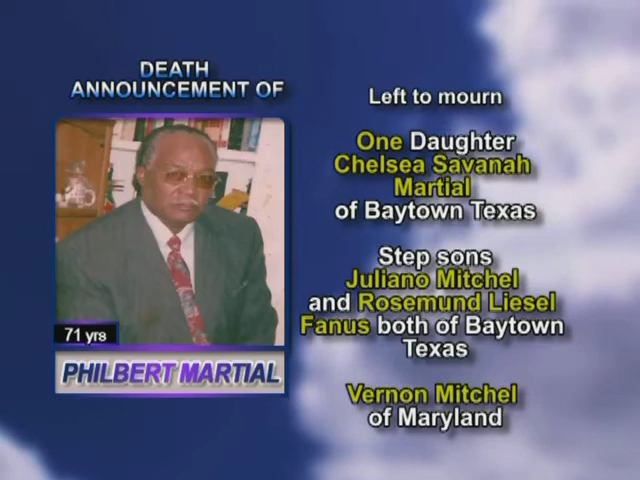 DEATH
ANNOUNCEMENT OF
71 yrs
PHILBERT MARTIAL
Left to mourn
One Daughter
Chelsea Savanah
Martial
of Baytown Texas
Step sons
Juliano Mitchel
and Rosemund Liesel
Fanus both of Baytown
Texas
Vernon Mitchel
of Maryland